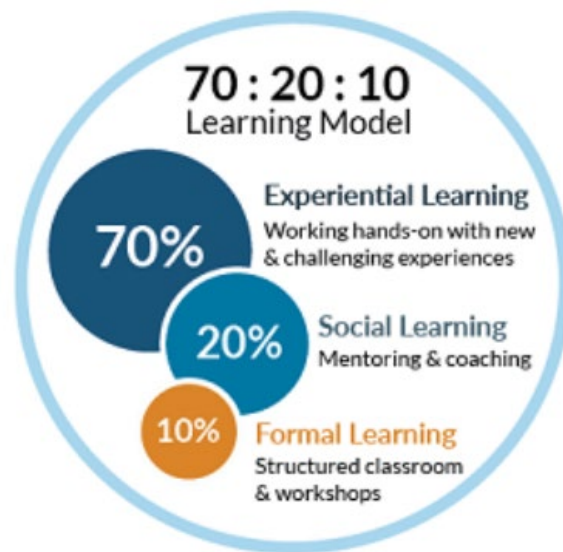 70 : 20 : 10
Learning Model
70%
Experiential Learning
Working hands-on with new
& challenging experiences
20%
Social Learning
Mentoring & coaching
10%
Formal Learning
Structured classroom
& workshops